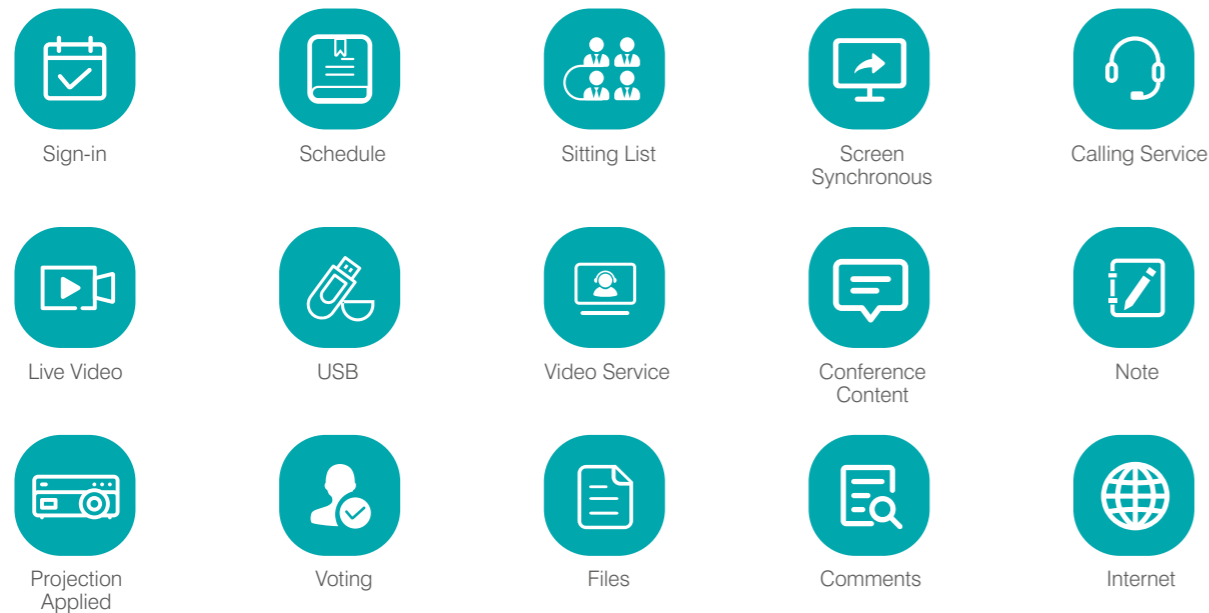 Sign-in
Schedule
Sitting List
Screen
Synchronous
Calling Service
Live Video
USB
Video Service
Conference
Content
Note
Projection
Applied
Voting
Files
Comments
Internet